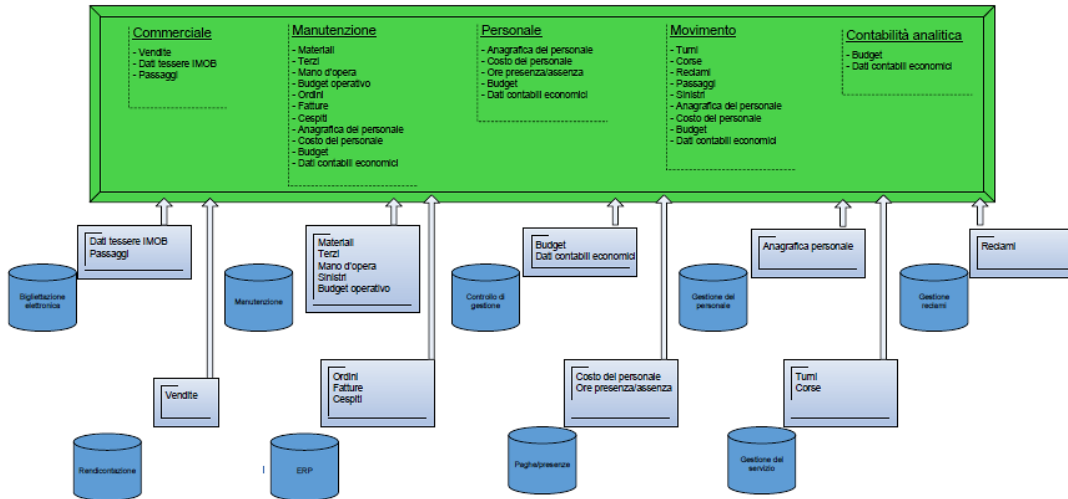 Commerciale
- Vendite
- Dati tessere IMOB
- Passaggi
Manutenzione
- Materiali
- Terzi
- Mano d'opera
- Budget operativo
- Ordini
- Fatture
- Cespiti
- Anagrafica del personale
- Costo del personale
- Budget
- Dati contabili economici
Personale
- Anagrafica del personale
- Costo del personale
- Ore presenza/assenza
- Budget
- Dati contabili economici
Movimento
- Turni
- Corse
- Reclami
- Passaggi
- Sinistri
- Anagrafica del personale
- Costo del personale
- Budget
- Dati contabili economici
Contabilità analitica
- Budget
- Dati contabili economici
Dati tessere IMOB
Passaggi
Bigliettazione
elettronica
Materiali
Terzi
Mano d'opera
Sinistri
Budget operativo
Manutenzione
Budget
Dati contabili economici
Controllo di
gestione
Anagrafica personale
Gestione del
personale
Reclami
Gestione
reclami
Vendite
Rendicontazione
Ordini
Fatture
Cespiti
ERP
Costo del personale
Ore presenza/assenza
Paghe/presenze
Turni
Corse
Gestione del
servizio